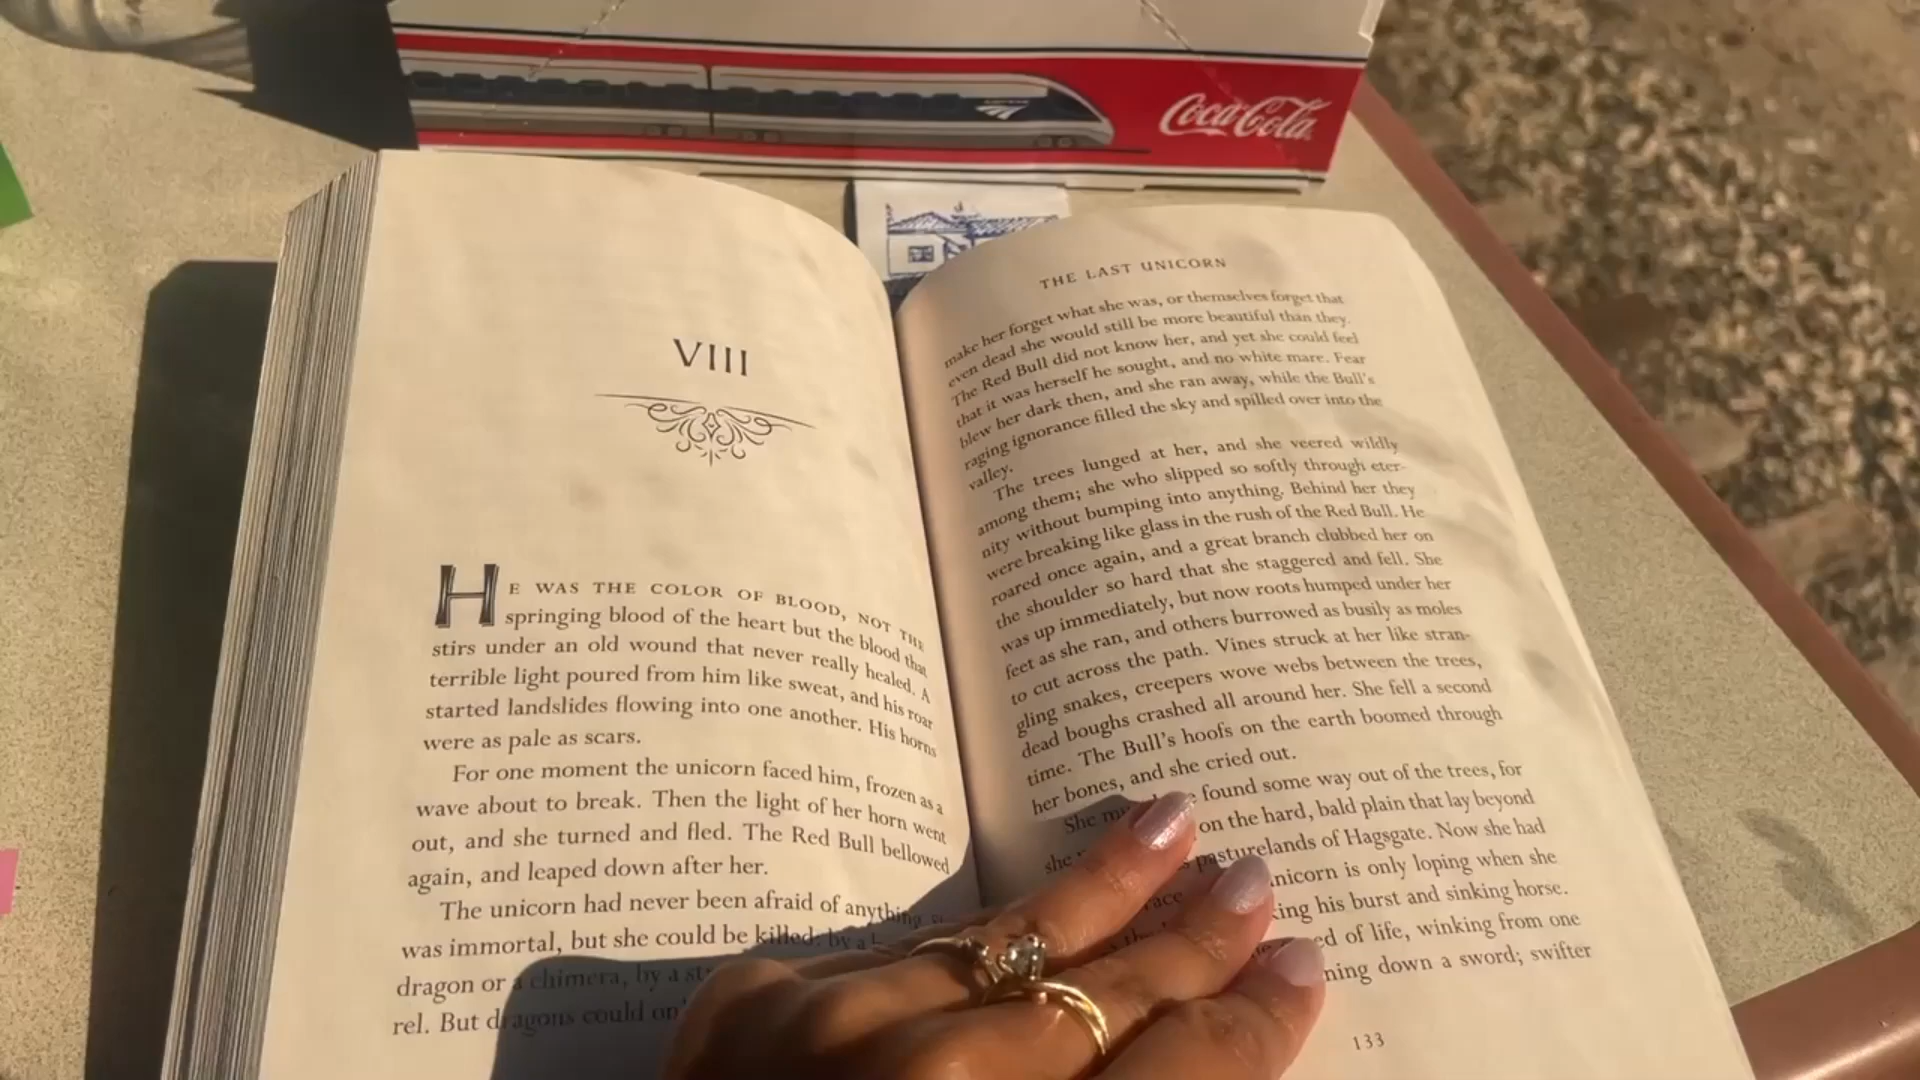 Coca-Cola
VIII
HE WAS THE COLOR OF BLOOD, NOT THE
springing blood of the heart but the blood that
stirs under an old wound that never really healed. A
terrible light poured from him like sweat, and his roar
started landslides flowing into one another. His horns
were as pale as scars.
For one moment the unicorn faced him, frozen as a
wave about to break. Then the light of her horn went
out, and she turned and fled. The Red Bull bellowed
again, and leaped down after her.
The unicorn had never been afraid of anything.
was immortal, but she could be killed: by a
dragon or a chimera, by a
rel. But dragons could
THE LAST UNICORN
make her forget what she was, or themselves forget that
even dead she would still be more beautiful than they.
The Red Bull did not know her, and yet she could feel
that it was herself he sought, and no white mare. Fear
blew her dark then, and she ran away, while the Bull's
raging ignorance filled the sky and spilled over into the
valley.
The trees lunged at her, and she veered wildly
among them; she who slipped so softly through eter-
nity without bumping into anything. Behind her they
were breaking like glass in the rush of the Red Bull. He
roared once again, and a great branch clubbed her on
the shoulder so hard that she staggered and fell. She
was up immediately, but now roots humped under her
feet as she ran, and others burrowed as busily as moles
to cut across the path. Vines struck at her like stran-
gling snakes, creepers wove webs between the trees,
dead boughs crashed all around her. She fell a second
time. The Bull's hoofs on the earth boomed through
her bones, and she cried out.
She found some way out of the trees, for
she on the hard, bald plain that lay beyond
pasturelands of Hagsgate. Now she had
unicorn is only loping when she
king his burst and sinking horse.
of life, winking from one
ning down a sword; swifter
133